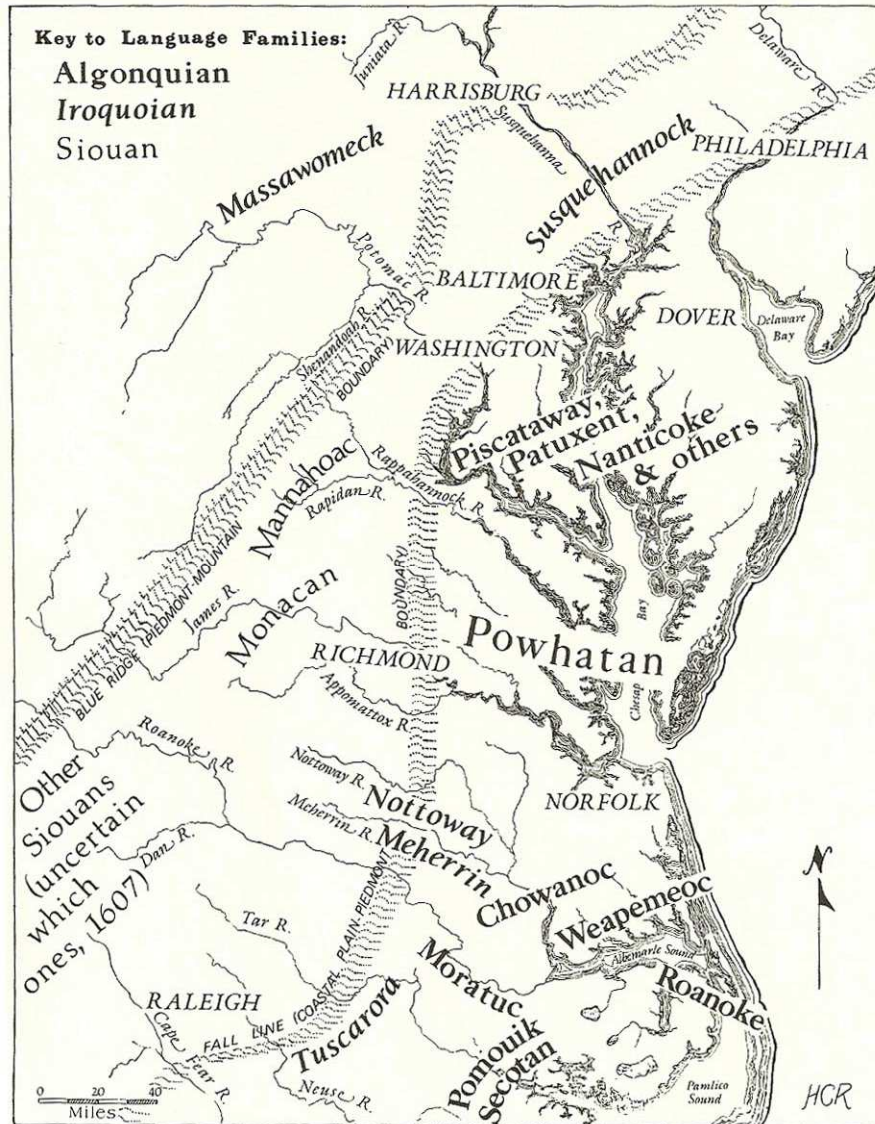 Key to Language Families:
Algonquian
Iroquoian
Siouan
Juniata R.
Delaware R.
HARRISBURG
Susquehanna R.
PHILADELPHIA
Massawomeck
Susquehannock
Potomac R.
BALTIMORE
DOVER
Delaware
Bay
Shenandoah R.
WASHINGTON
Piscataway,
Patuxent,
Nanticoke
& others
Mannahoac
Rappahannock R.
Rapidan R.
BLUE RIDGE (PIEDMONT-MOUNTAIN BOUNDARY)
Monacan
James R.
Powhatan
Bay
Chesap
RICHMOND
Appomattox R.
Roanoke R.
Nottoway R.
Nottoway
NORFOLK
Meherrin R.
Meherrin
Other
Siouans
(uncertain
which
ones, 1607)
Dan R.
Chowanoc
Weapemeoc
Albemarle Sound
Roanoke
N
Tar R.
Moratuc
RALEIGH
FALL LINE (COASTAL PLAIN-PIEDMONT BOUNDARY)
Tuscarora
Cape Fear R.
Neuse R.
Pomouik
Secotan
Pamlico
Sound
0 20 40
Miles
HCR